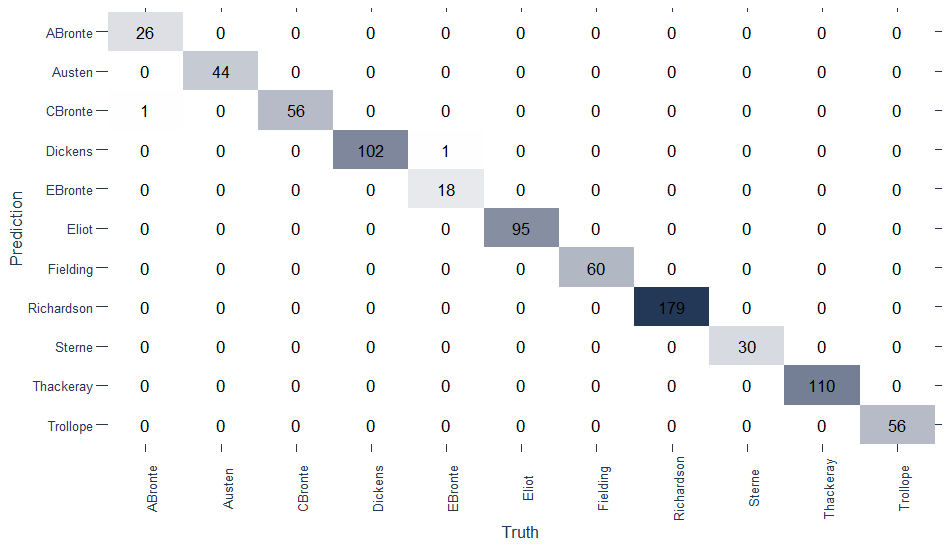 ABronte 26 0 0 0 0 0 0 0 0 0 0
Austen 0 44 0 0 0 0 0 0 0 0 0
CBronte 1 0 56 0 0 0 0 0 0 0 0
Dickens 0 0 0 102 1 0 0 0 0 0 0
EBronte 0 0 0 0 18 0 0 0 0 0 0
Eliot 0 0 0 0 0 95 0 0 0 0 0
Fielding 0 0 0 0 0 0 60 0 0 0 0
Richardson 0 0 0 0 0 0 0 179 0 0 0
Sterne 0 0 0 0 0 0 0 0 30 0 0
Thackeray 0 0 0 0 0 0 0 0 0 110 0
Trollope 0 0 0 0 0 0 0 0 0 0 56
Prediction
ABronte Austen CBronte Dickens EBronte Eliot Fielding Richardson Sterne Thackeray Trollope
Truth